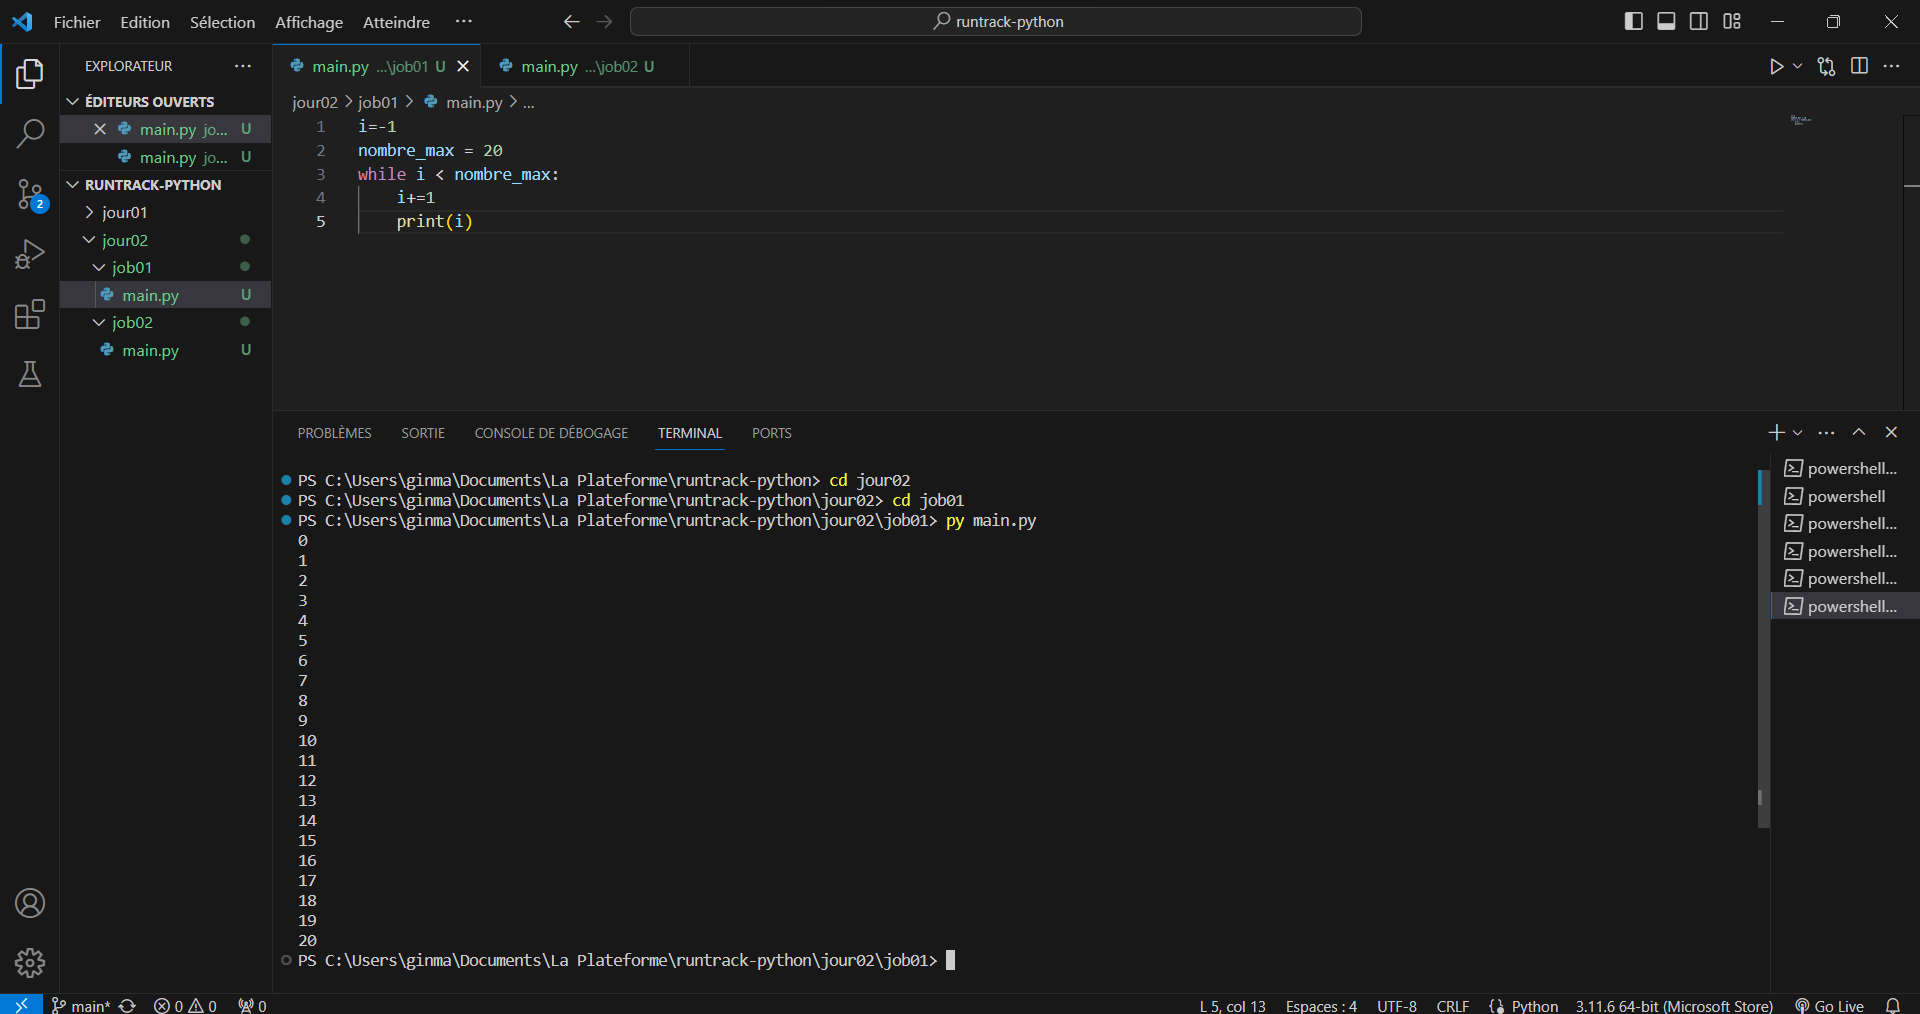 Fichier Edition Sélection Affichage Atteindre ··· runtrack-python
EXPLORATEUR ···
ÉDITEURS OUVERTS
main.py jo... U
main.py jo... U
RUNTRACK-PYTHON
jour01
jour02
job01
main.py U
job02
main.py U
main.py ...\job01 U
main.py ...\job02 U
jour02 > job01 > main.py > ...
1 i=-1
2 nombre_max = 20
3 while i < nombre_max:
4 i+=1
5 print(i)
PROBLÈMES SORTIE CONSOLE DE DÉBOGAGE TERMINAL PORTS
PS C:\Users\ginma\Documents\La Plateforme\runtrack-python> cd jour02
PS C:\Users\ginma\Documents\La Plateforme\runtrack-python\jour02> cd job01
PS C:\Users\ginma\Documents\La Plateforme\runtrack-python\jour02\job01> py main.py
0
1
2
3
4
5
6
7
8
9
10
11
12
13
14
15
16
17
18
19
20
PS C:\Users\ginma\Documents\La Plateforme\runtrack-python\jour02\job01>
powershell...
powershell
powershell...
powershell...
powershell...
powershell...
2
main* 0 0 0 L 5, col 13 Espaces : 4 UTF-8 CRLF Python 3.11.6 64-bit (Microsoft Store) Go Live